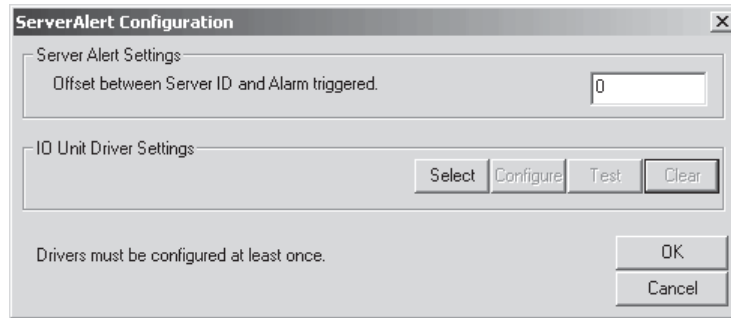 ServerAlert Configuration
Server Alert Settings
Offset between Server ID and Alarm triggered.
0
IO Unit Driver Settings
Select Configure Test Clear
Drivers must be configured at least once.
OK
Cancel